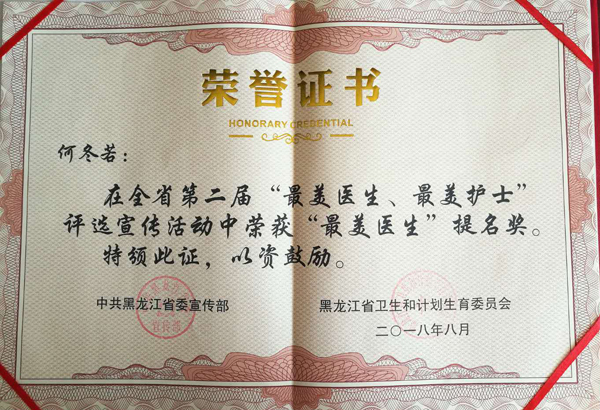 荣誉证书
HONORARY CREDENTIAL
何冬若：
在全省第二届“最美医生、最美护士”
评选宣传活动中荣获“最美医生”提名奖。
特颁此证，以资鼓励。
中共黑龙江省委宣传部
黑龙江省卫生和计划生育委员会
二〇一八年八月
宣传部